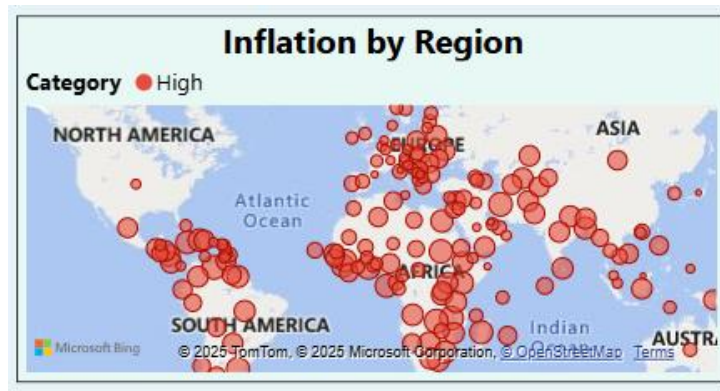 Inflation by Region
Category High
NORTH AMERICA
EUROPE
ASIA
Atlantic
Ocean
AFRICA
SOUTH AMERICA
Indian
Ocean
AUSTRA
Microsoft Bing
© 2025 TomTom, © 2025 Microsoft Corporation, © OpenStreetMap Terms